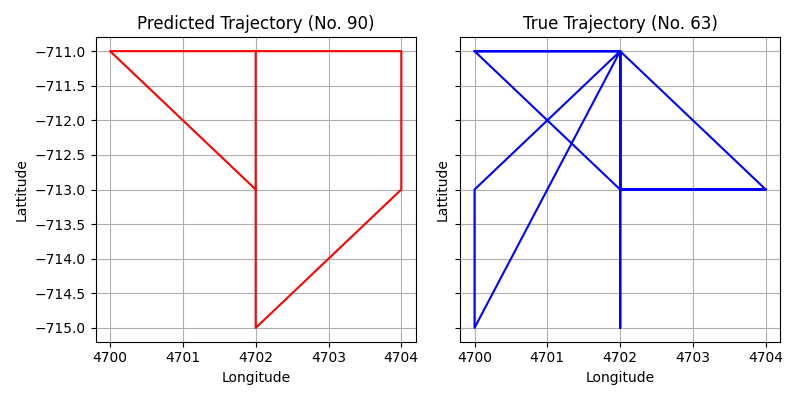 Predicted Trajectory (No. 90)
−711.0
−711.5
−712.0
−712.5
−713.0
−713.5
−714.0
−714.5
−715.0
Lattitude
4700 4701 4702 4703 4704
Longitude
True Trajectory (No. 63)
Lattitude
4700 4701 4702 4703 4704
Longitude